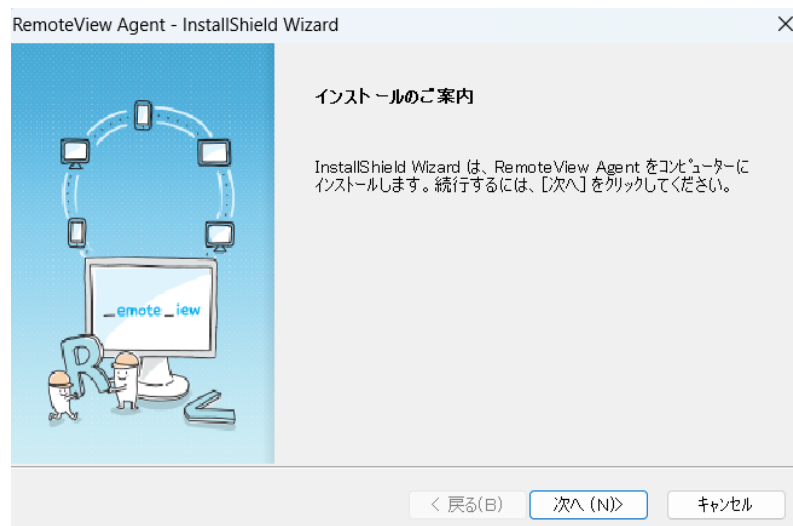 RemoteView Agent - InstallShield Wizard
インストールのご案内
InstallShield Wizard は、RemoteView Agent をｺﾝﾋﾟｭｰﾀｰに
ｲﾝｽﾄｰﾙします。続行するには、[次へ] をｸﾘｯｸしてください。
_emote_iew
R
V
< 戻る(B)
次へ (N)>
ｷｬﾝｾﾙ